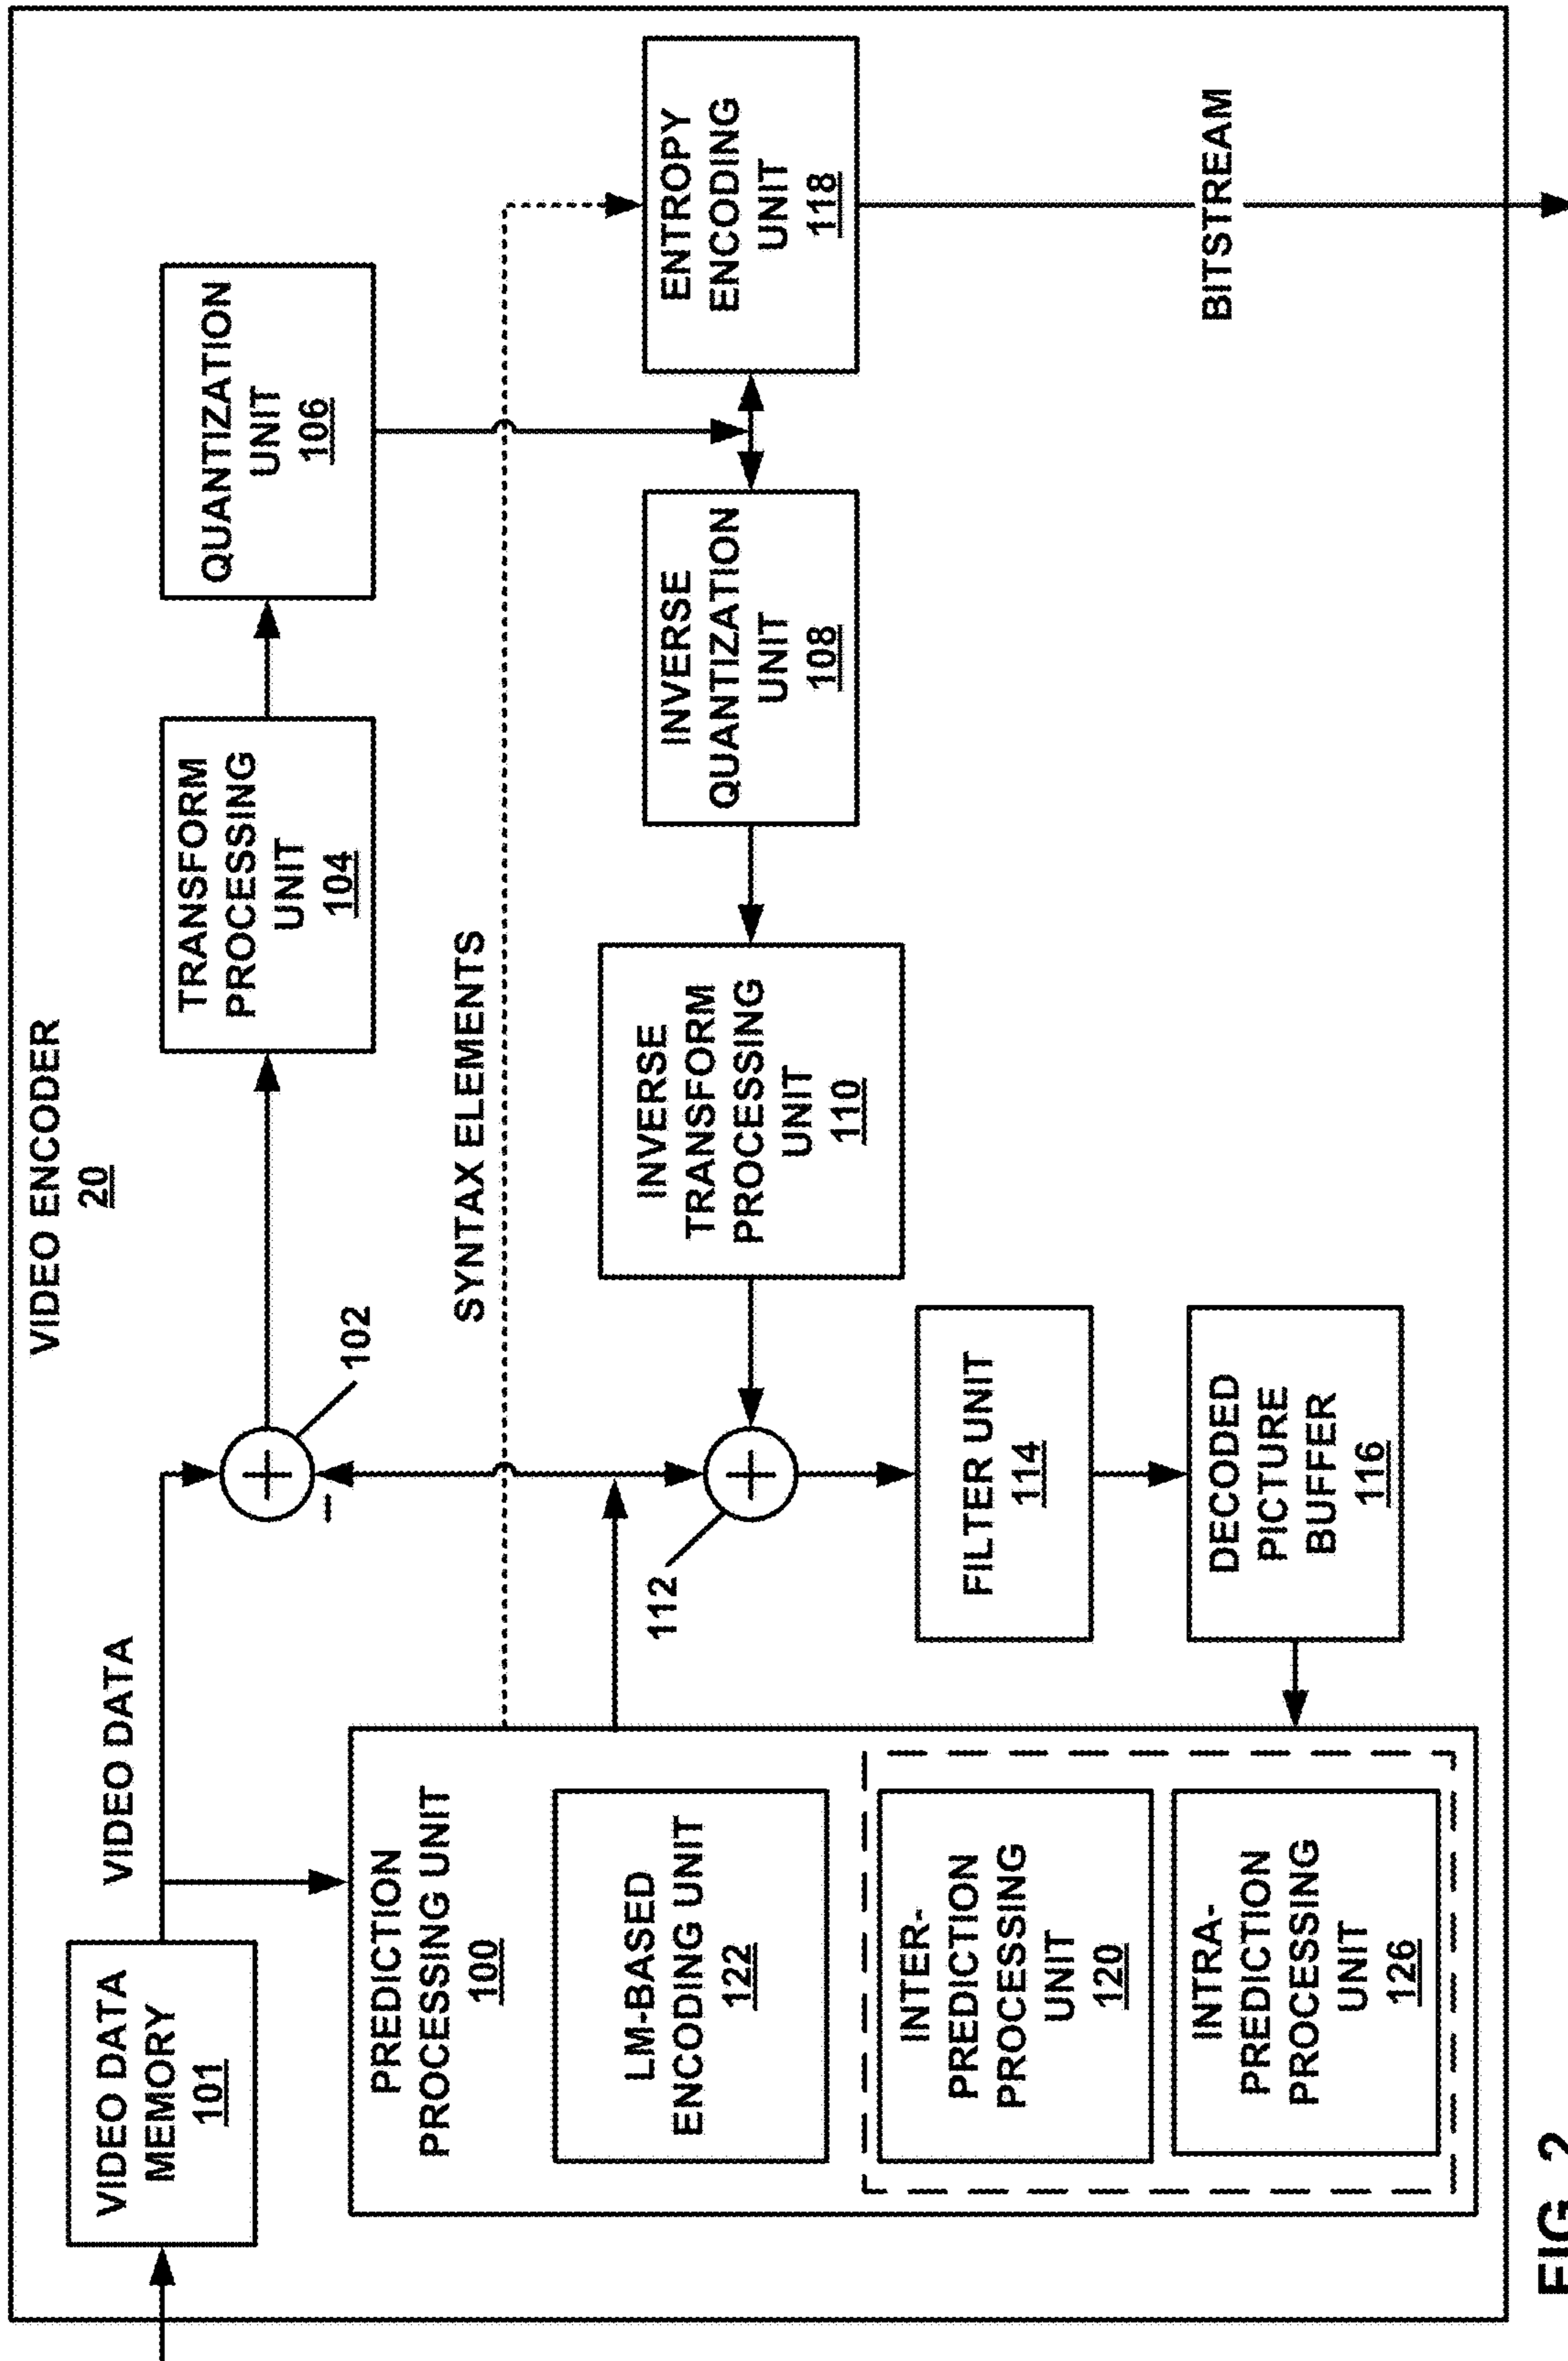 VIDEO ENCODER
20
VIDEO DATA
MEMORY
101
VIDEO DATA
102
TRANSFORM
PROCESSING
UNIT
104
QUANTIZATION
UNIT
106
SYNTAX ELEMENTS
PREDICTION
PROCESSING UNIT
100
LM-BASED
ENCODING UNIT
122
INTER-
PREDICTION
PROCESSING
UNIT
120
INTRA-
PREDICTION
PROCESSING
UNIT
126
112
INVERSE
TRANSFORM
PROCESSING
UNIT
110
INVERSE
QUANTIZATION
UNIT
108
ENTROPY
ENCODING
UNIT
118
FILTER UNIT
114
DECODED
PICTURE
BUFFER
116
BITSTREAM
FIG. 2